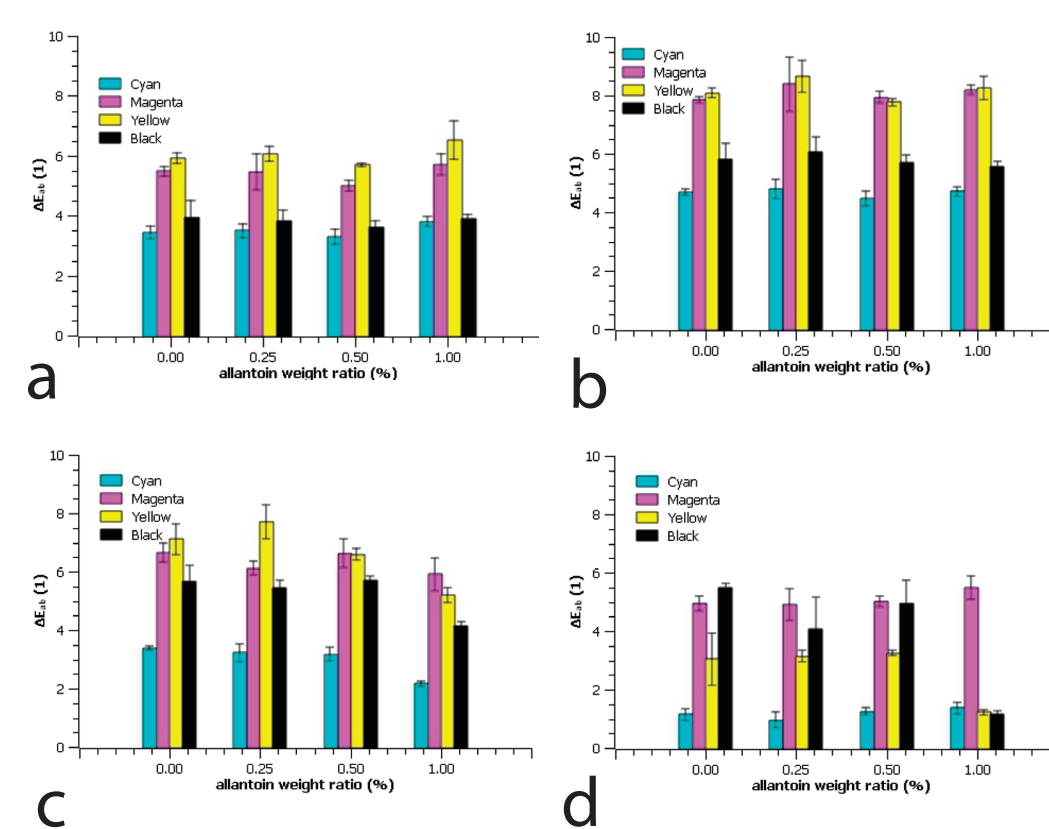 10
8
6
4
2
0
ΔEₐᵦ (1)
Cyan
Magenta
Yellow
Black
0.00 0.25 0.50 1.00
allantoin weight ratio (%)
a
10
8
6
4
2
0
ΔEₐᵦ (1)
Cyan
Magenta
Yellow
Black
0.00 0.25 0.50 1.00
allantoin weight ratio (%)
b
10
8
6
4
2
0
ΔEₐᵦ (1)
Cyan
Magenta
Yellow
Black
0.00 0.25 0.50 1.00
allantoin weight ratio (%)
c
10
8
6
4
2
0
ΔEₐᵦ (1)
Cyan
Magenta
Yellow
Black
0.00 0.25 0.50 1.00
allantoin weight ratio (%)
d